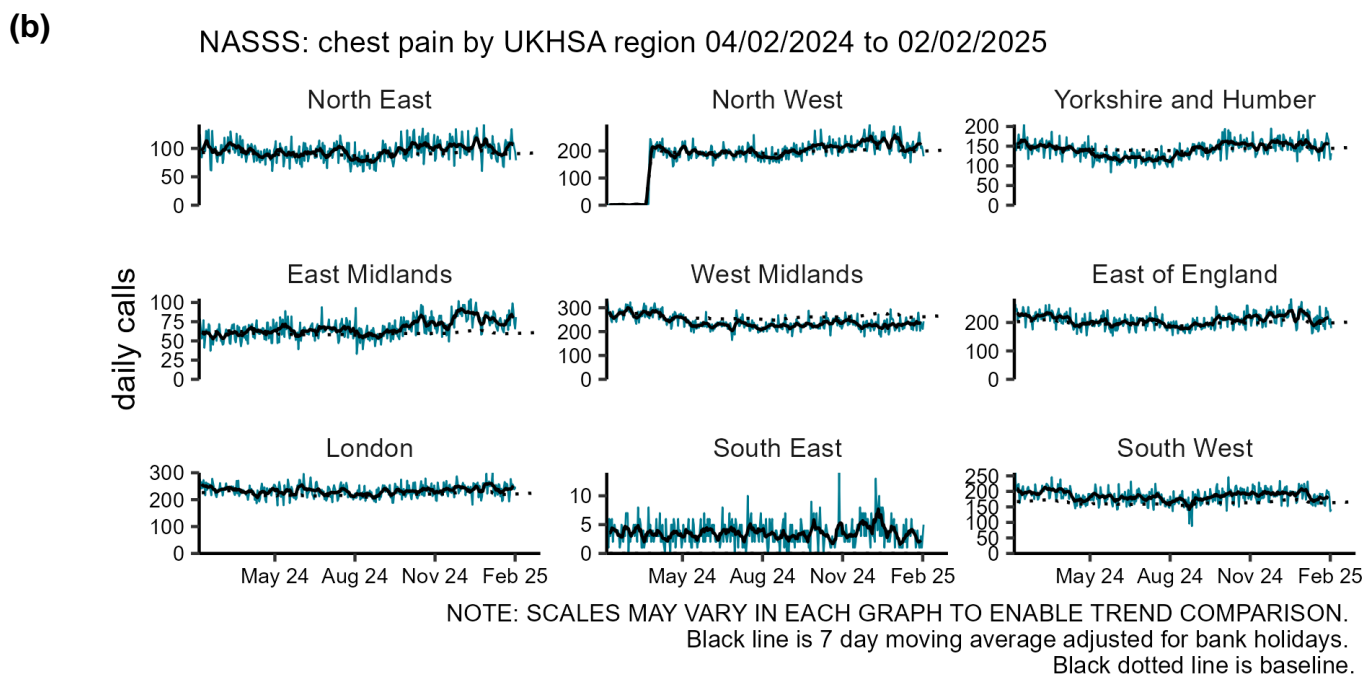 (b)
NASSS: chest pain by UKHSA region 04/02/2024 to 02/02/2025
daily calls
North East
100
50
0
North West
200
100
0
Yorkshire and Humber
200
150
100
50
0
East Midlands
100
75
50
25
0
West Midlands
300
200
100
0
East of England
200
100
0
London
300
200
100
0
May 24 Aug 24 Nov 24 Feb 25
South East
10
5
0
May 24 Aug 24 Nov 24 Feb 25
South West
250
200
150
100
50
0
May 24 Aug 24 Nov 24 Feb 25
NOTE: SCALES MAY VARY IN EACH GRAPH TO ENABLE TREND COMPARISON.
Black line is 7 day moving average adjusted for bank holidays.
Black dotted line is baseline.